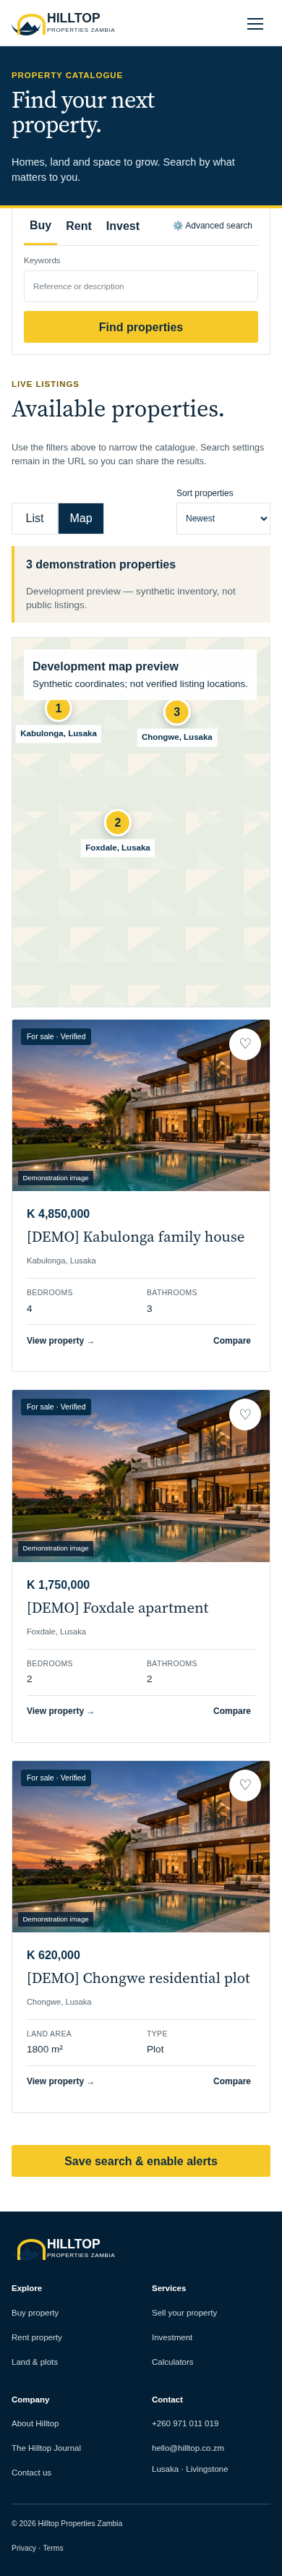 HILLTOP
PROPERTIES ZAMBIA
PROPERTY CATALOGUE
Find your next
property.
Homes, land and space to grow. Search by what
matters to you.
Buy Rent Invest ⚙️ Advanced search
Keywords
Reference or description
Find properties
LIVE LISTINGS
Available properties.
Use the filters above to narrow the catalogue. Search settings
remain in the URL so you can share the results.
Sort properties
List Map Newest
3 demonstration properties
Development preview — synthetic inventory, not
public listings.
Development map preview
Synthetic coordinates; not verified listing locations.
1
Kabulonga, Lusaka
3
Chongwe, Lusaka
2
Foxdale, Lusaka
For sale · Verified
♡
Demonstration image
K 4,850,000
[DEMO] Kabulonga family house
Kabulonga, Lusaka
BEDROOMS BATHROOMS
4 3
View property → Compare
For sale · Verified
♡
Demonstration image
K 1,750,000
[DEMO] Foxdale apartment
Foxdale, Lusaka
BEDROOMS BATHROOMS
2 2
View property → Compare
For sale · Verified
♡
Demonstration image
K 620,000
[DEMO] Chongwe residential plot
Chongwe, Lusaka
LAND AREA TYPE
1800 m² Plot
View property → Compare
Save search & enable alerts
HILLTOP
PROPERTIES ZAMBIA
Explore Services
Buy property Sell your property
Rent property Investment
Land & plots Calculators
Company Contact
About Hilltop +260 971 011 019
The Hilltop Journal hello@hilltop.co.zm
Contact us Lusaka · Livingstone
© 2026 Hilltop Properties Zambia
Privacy · Terms